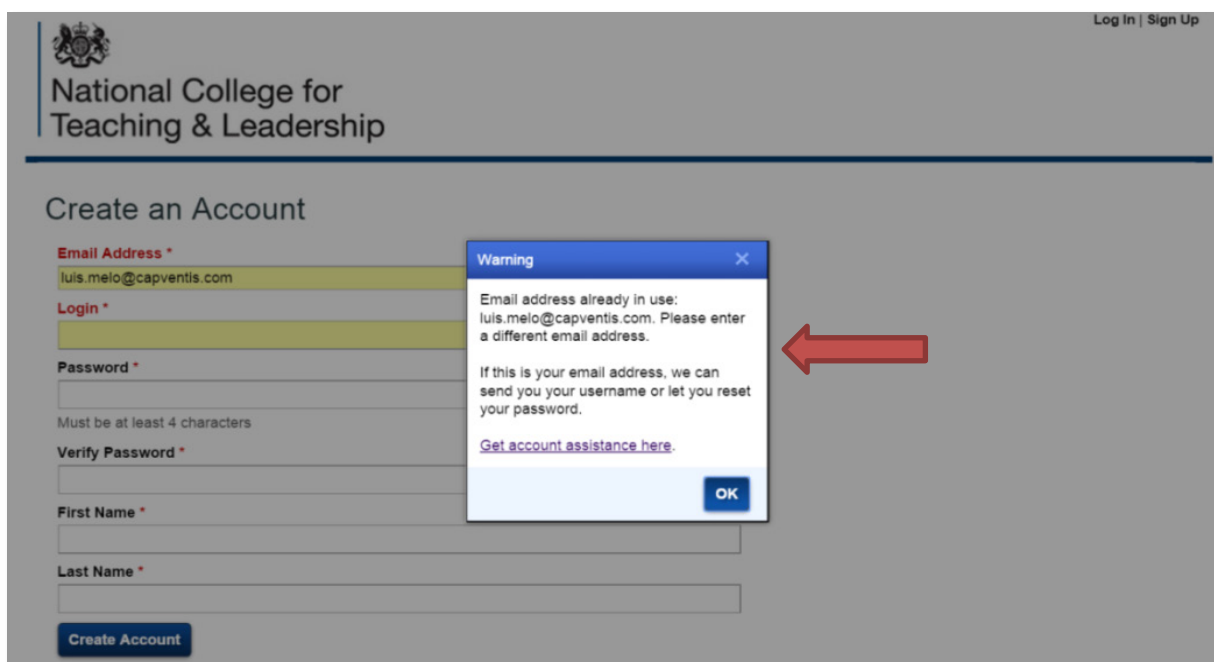 Log In | Sign Up
National College for
Teaching & Leadership
Create an Account
Email Address *
luis.melo@capventis.com
Login *
Password *
Must be at least 4 characters
Verify Password *
First Name *
Last Name *
Create Account
Warning
Email address already in use:
luis.melo@capventis.com. Please enter
a different email address.
If this is your email address, we can
send you your username or let you reset
your password.
Get account assistance here.
OK